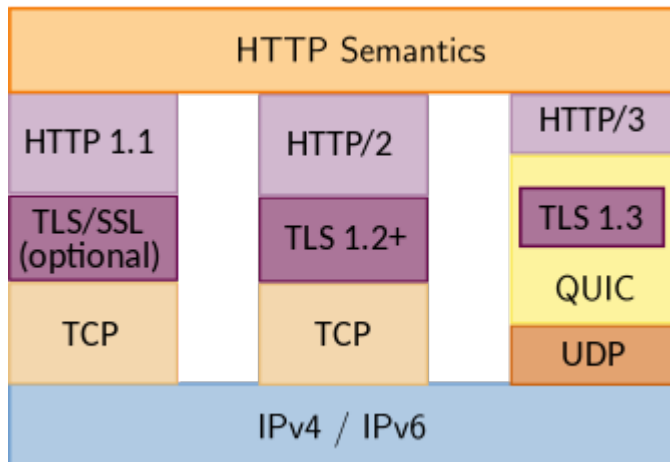 HTTP Semantics
HTTP 1.1
TLS/SSL
(optional)
TCP
HTTP/2
TLS 1.2+
TCP
HTTP/3
TLS 1.3
QUIC
UDP
IPv4 / IPv6